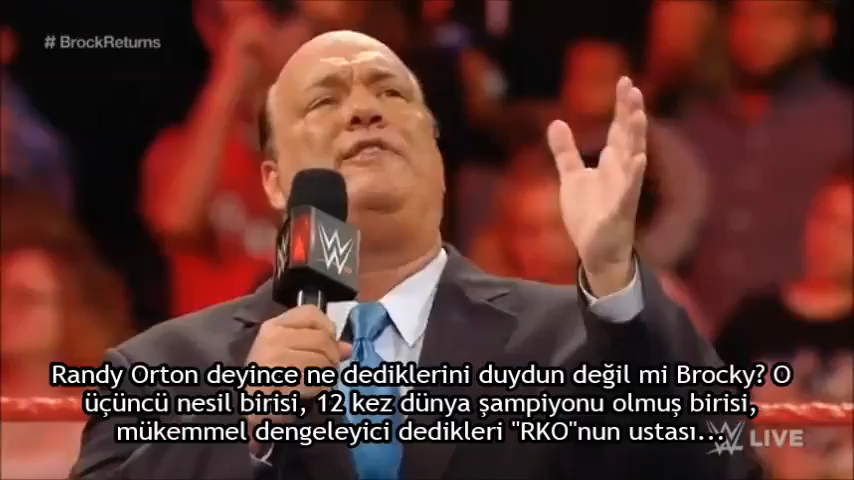 # BrockReturns
W
Randy Orton deyince ne dediklerini duydun değil mi Brocky? O
üçüncü nesil birisi, 12 kez dünya şampiyonu olmuş birisi,
mükemmel dengeleyici dedikleri "RKO"nun ustası...
W LIVE